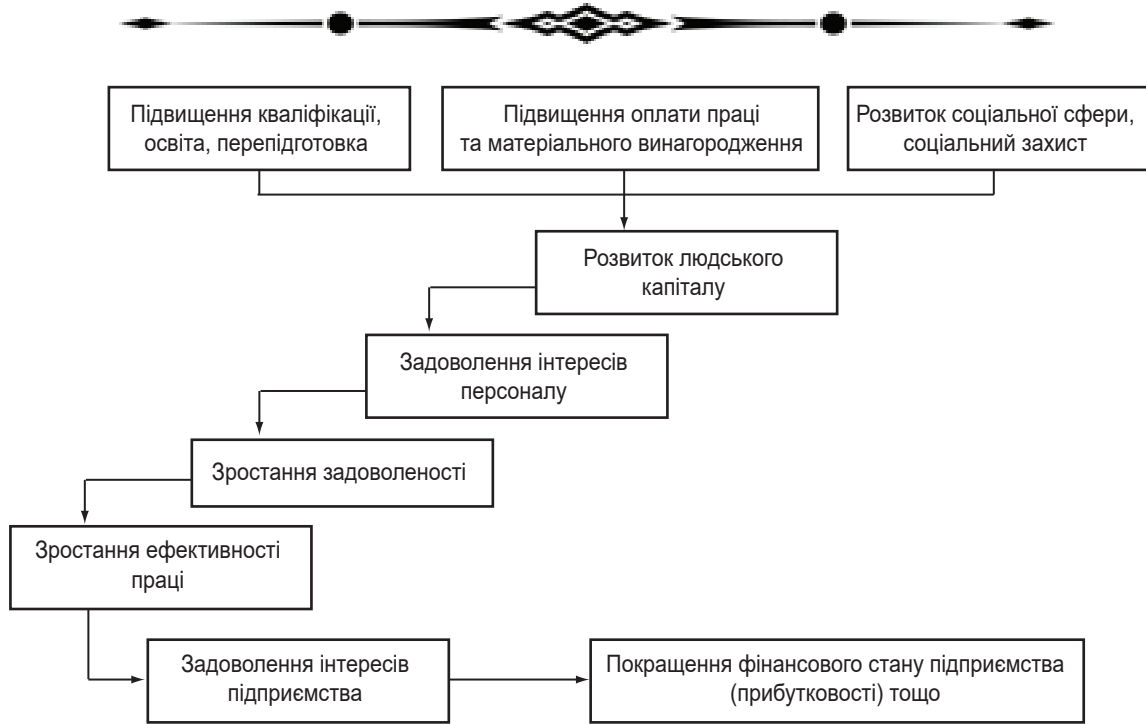 Підвищення кваліфікації,
освіта, перепідготовка
Підвищення оплати праці
та матеріального винагородження
Розвиток соціальної сфери,
соціальний захист
Розвиток людського
капіталу
Задоволення інтересів
персоналу
Зростання задоволеності
Зростання ефективності
праці
Задоволення інтересів
підприємства
Покращення фінансового стану підприємства
(прибутковості) тощо